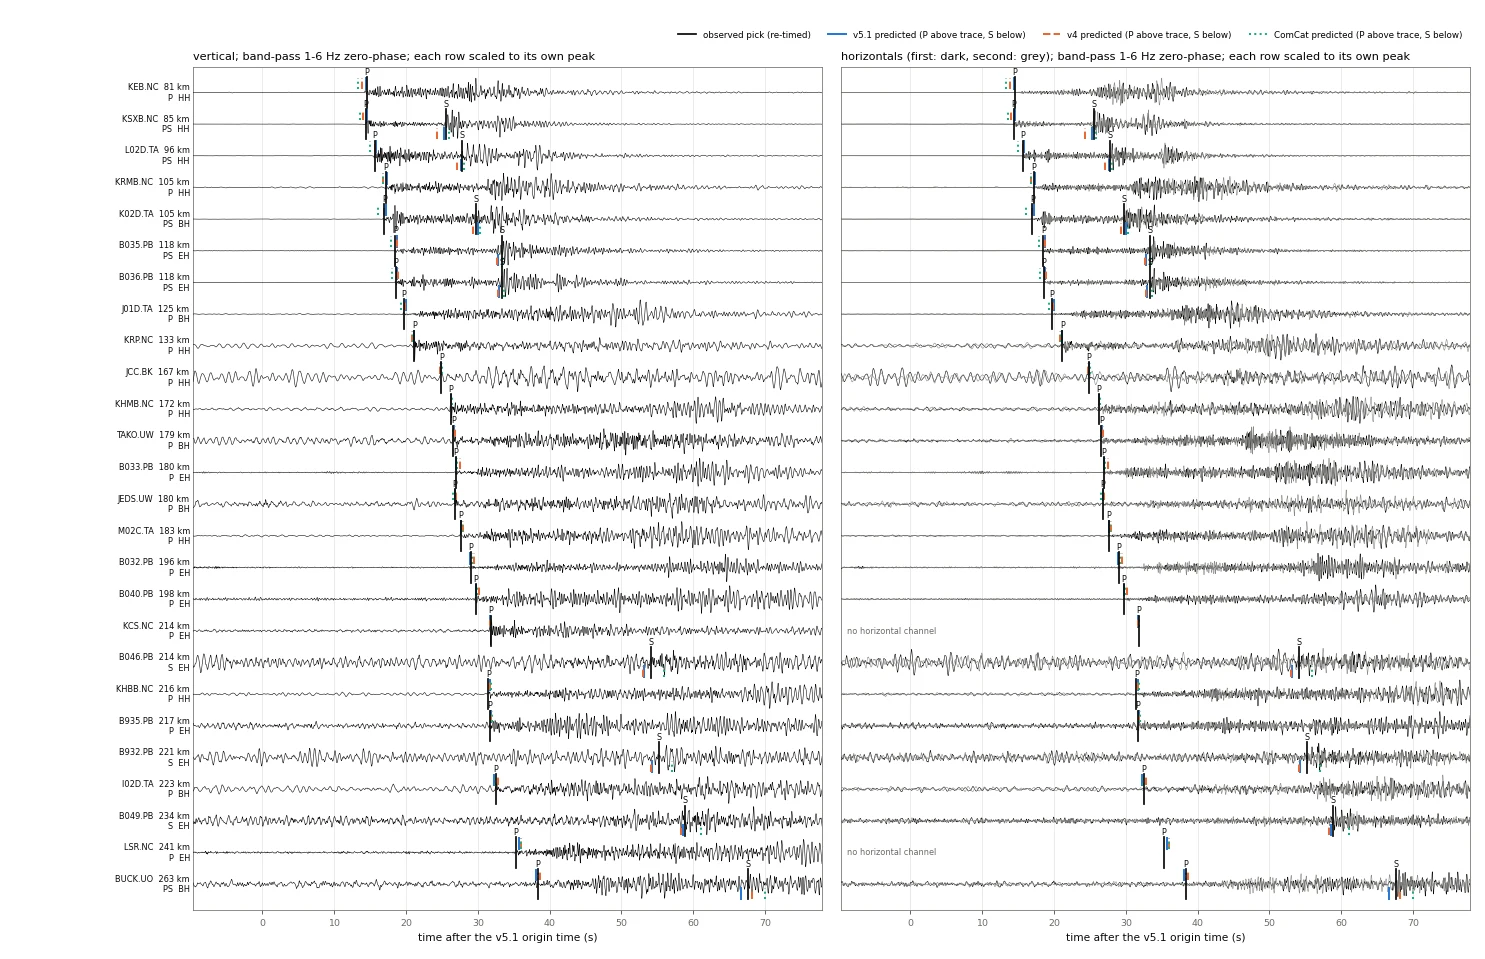 observed pick (re-timed)
v5.1 predicted (P above trace, S below)
v4 predicted (P above trace, S below)
ComCat predicted (P above trace, S below)
vertical; band-pass 1-6 Hz zero-phase; each row scaled to its own peak
horizontals (first: dark, second: grey); band-pass 1-6 Hz zero-phase; each row scaled to its own peak
KEB.NC 81 km
P HH
KSXB.NC 85 km
PS HH
L02D.TA 96 km
PS HH
KRMB.NC 105 km
P HH
K02D.TA 105 km
PS BH
B035.PB 118 km
PS EH
B036.PB 118 km
PS EH
J01D.TA 125 km
P BH
KRP.NC 133 km
P HH
JCC.BK 167 km
P HH
KHMB.NC 172 km
P HH
TAKO.UW 179 km
P BH
B033.PB 180 km
P EH
JEDS.UW 180 km
P BH
M02C.TA 183 km
P HH
B032.PB 196 km
P EH
B040.PB 198 km
P EH
KCS.NC 214 km
P EH
no horizontal channel
B046.PB 214 km
S EH
KHBB.NC 216 km
P HH
B935.PB 217 km
P EH
B932.PB 221 km
S EH
I02D.TA 223 km
P BH
B049.PB 234 km
S EH
LSR.NC 241 km
P EH
no horizontal channel
BUCK.UO 263 km
PS BH
0 10 20 30 40 50 60 70
0 10 20 30 40 50 60 70
time after the v5.1 origin time (s)
time after the v5.1 origin time (s)